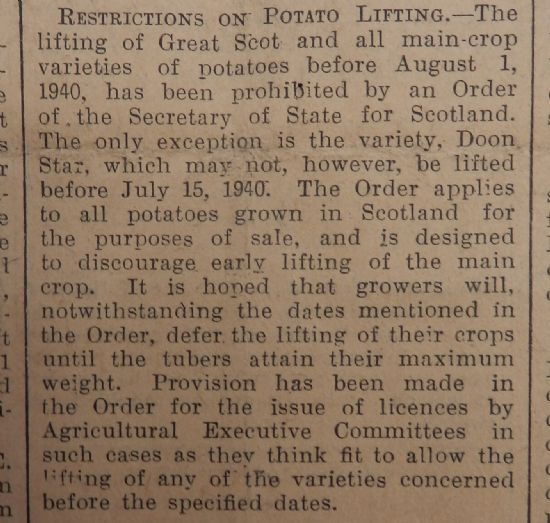 RESTRICTIONS ON POTATO LIFTING.—The
lifting of Great Scot and all main-crop
varieties of potatoes before August 1,
1940, has been prohibited by an Order
of the Secretary of State for Scotland.
The only exception is the variety, Doon
Star, which may not, however, be lifted
before July 15, 1940. The Order applies
to all potatoes grown in Scotland for
the purposes of sale, and is designed
to discourage early lifting of the main
crop. It is hoped that growers will,
notwithstanding the dates mentioned in
the Order, defer the lifting of their crops
until the tubers attain their maximum
weight. Provision has been made in
the Order for the issue of licences by
Agricultural Executive Committees in
such cases as they think fit to allow the
lifting of any of the varieties concerned
before the specified dates.